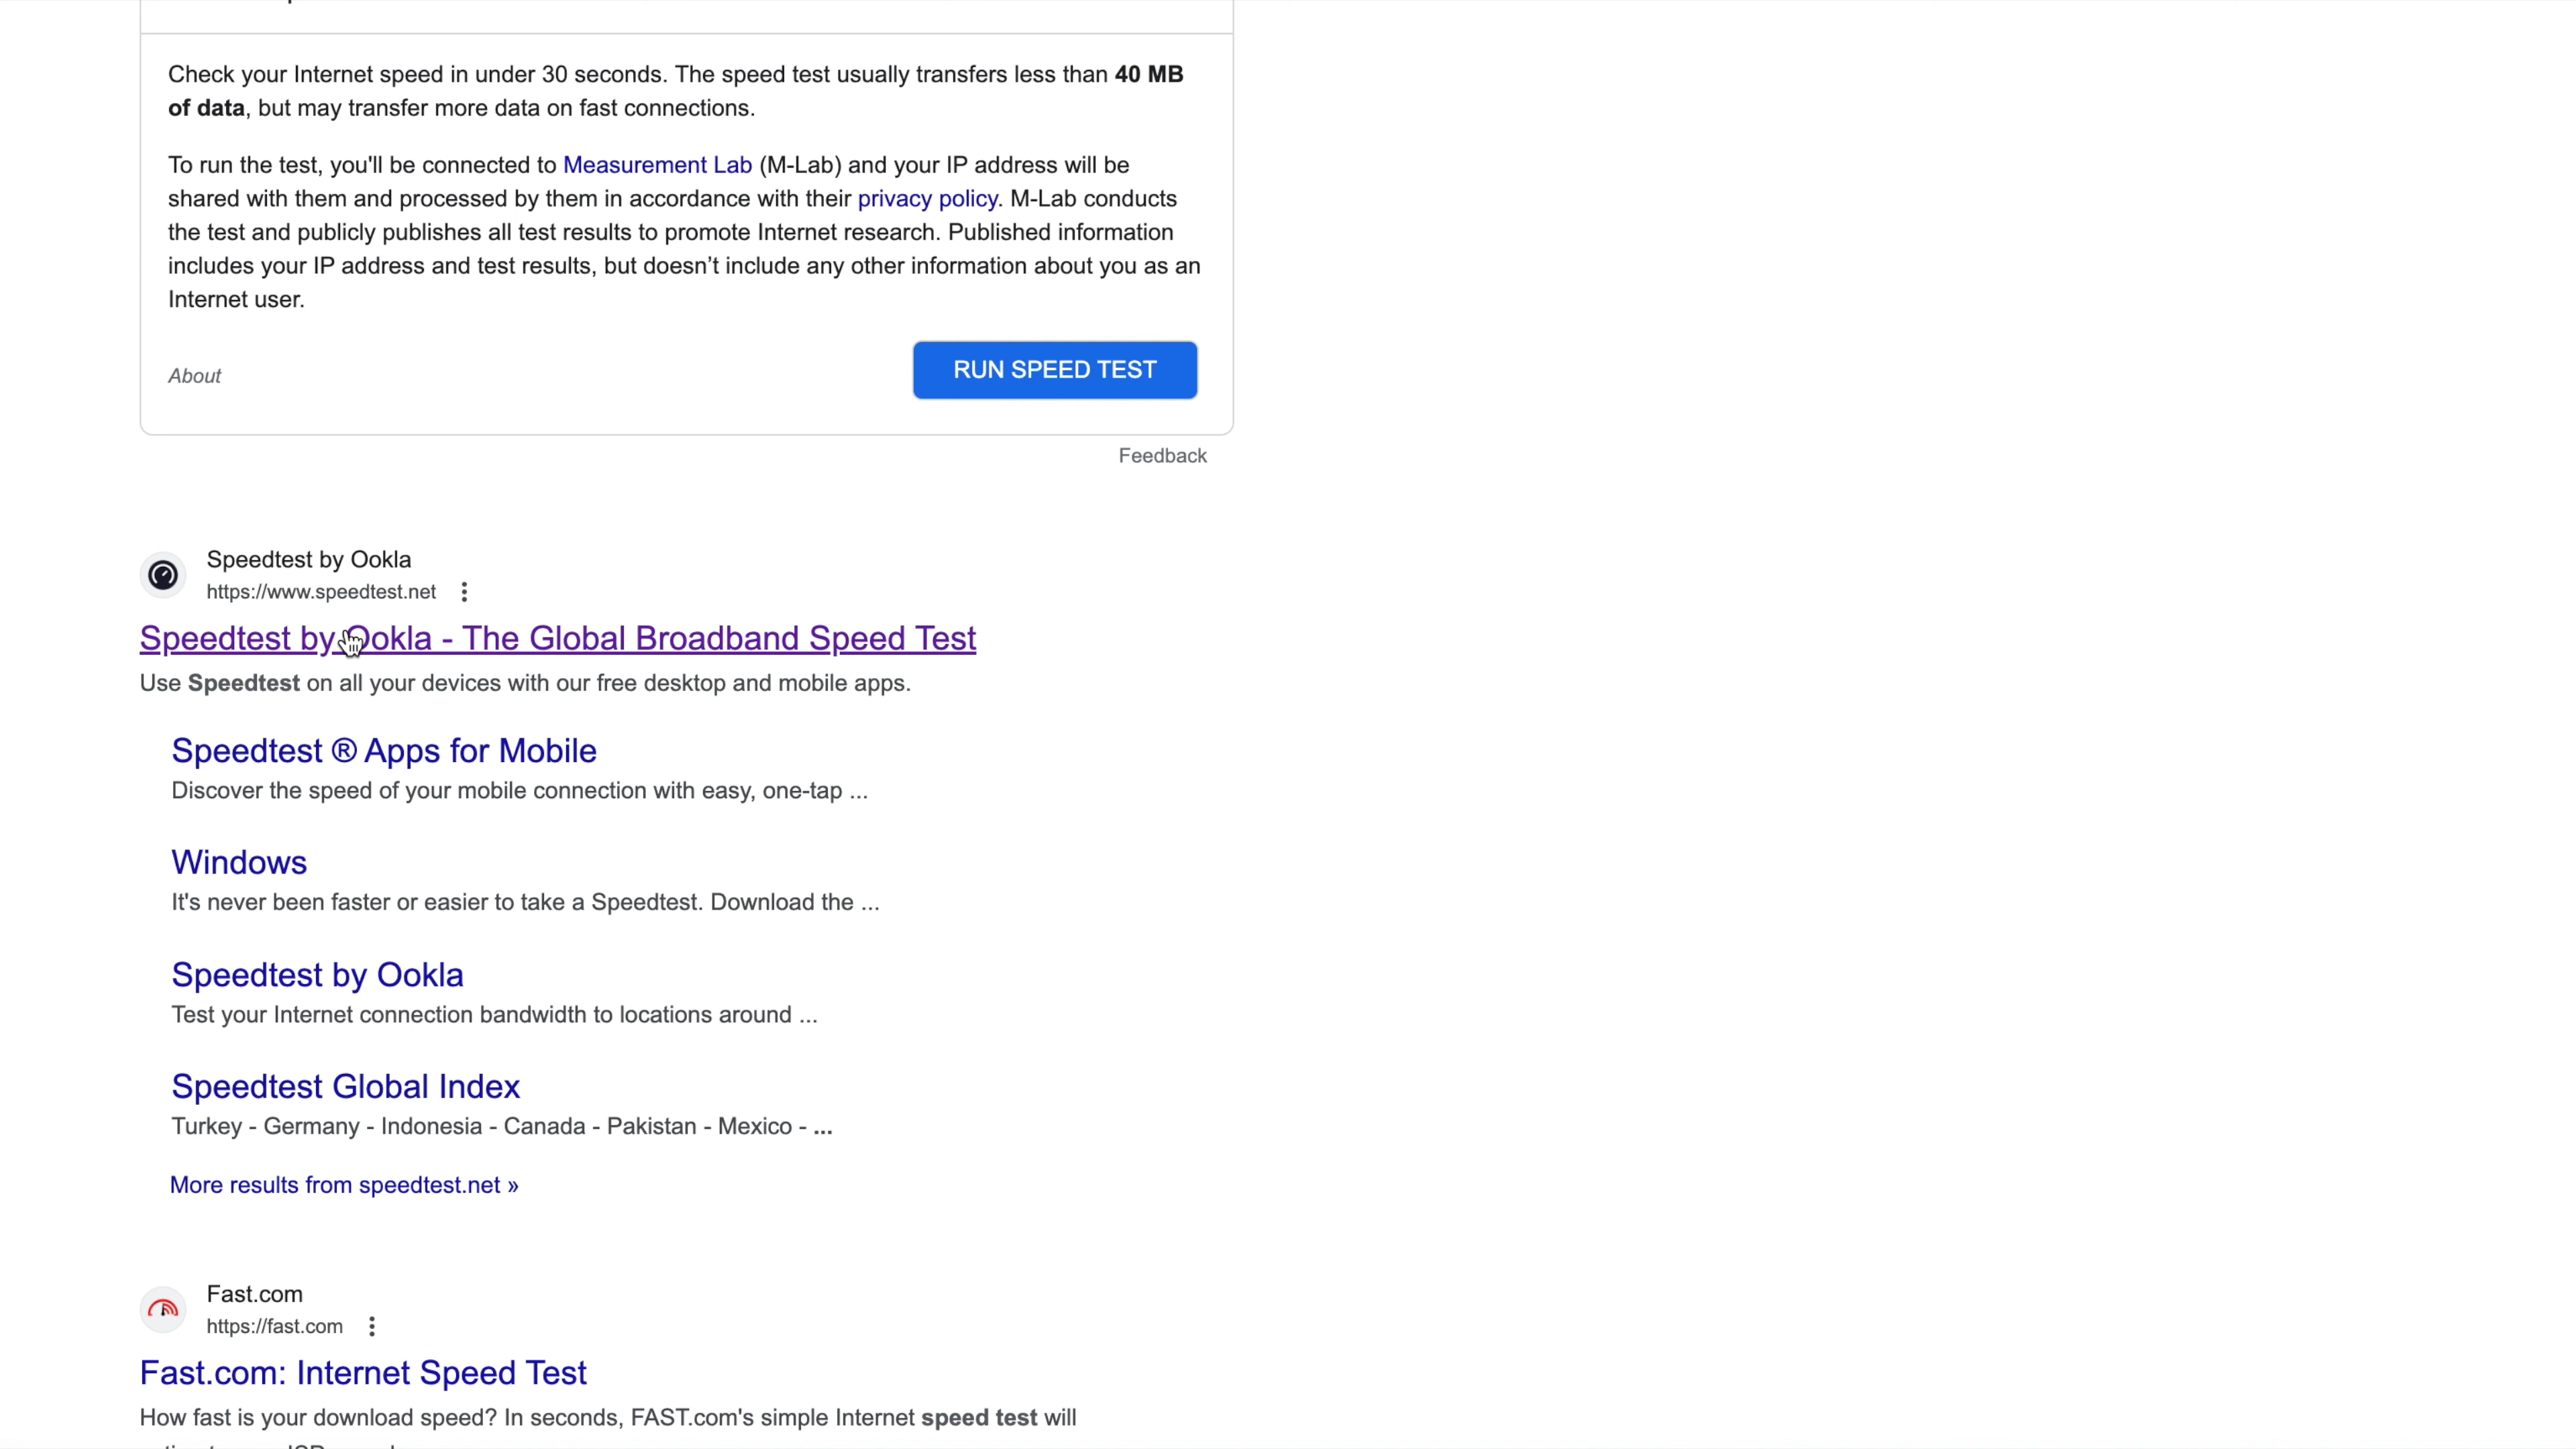 Check your Internet speed in under 30 seconds. The speed test usually transfers less than 40 MB
of data, but may transfer more data on fast connections.
To run the test, you'll be connected to Measurement Lab (M-Lab) and your IP address will be
shared with them and processed by them in accordance with their privacy policy. M-Lab conducts
the test and publicly publishes all test results to promote Internet research. Published information
includes your IP address and test results, but doesn’t include any other information about you as an
Internet user.
About
RUN SPEED TEST
Feedback
Speedtest by Ookla
https://www.speedtest.net
Speedtest by Ookla - The Global Broadband Speed Test
Use Speedtest on all your devices with our free desktop and mobile apps.
Speedtest ® Apps for Mobile
Discover the speed of your mobile connection with easy, one-tap ...
Windows
It's never been faster or easier to take a Speedtest. Download the ...
Speedtest by Ookla
Test your Internet connection bandwidth to locations around ...
Speedtest Global Index
Turkey - Germany - Indonesia - Canada - Pakistan - Mexico - ...
More results from speedtest.net »
Fast.com
https://fast.com
Fast.com: Internet Speed Test
How fast is your download speed? In seconds, FAST.com's simple Internet speed test will